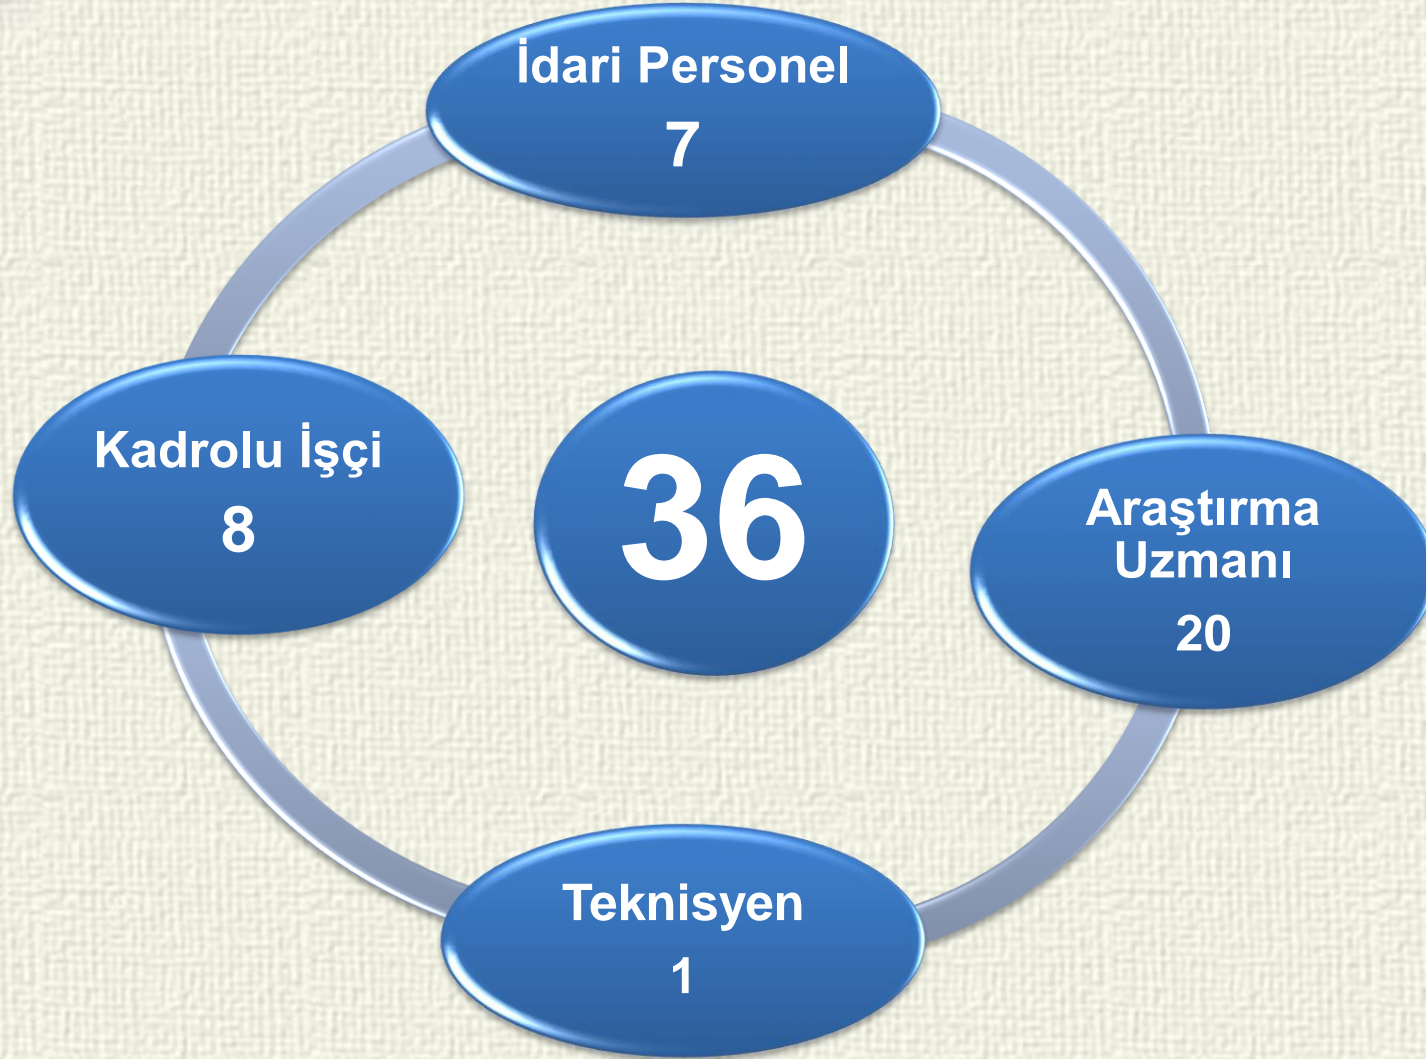 İdari Personel
7
Kadrolu İşçi
8
36
Araştırma
Uzmanı
20
Teknisyen
1